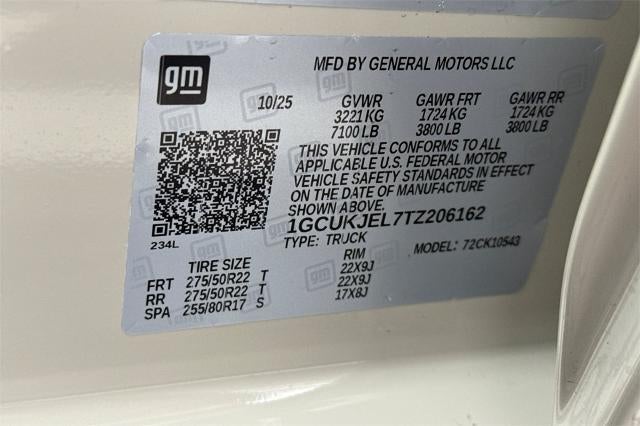 gm
MFD BY GENERAL MOTORS LLC
10/25 GVWR GAWR FRT GAWR RR
3221 KG 1724 KG 1724 KG
7100 LB 3800 LB 3800 LB
THIS VEHICLE CONFORMS TO ALL
APPLICABLE U.S. FEDERAL MOTOR
VEHICLE SAFETY STANDARDS IN EFFECT
ON THE DATE OF MANUFACTURE
SHOWN ABOVE.
1GCUKJEL7TZ206162
234L
TYPE: TRUCK MODEL: 72CK10543
TIRE SIZE RIM
FRT 275/50R22 T 22X9J
RR 275/50R22 T 22X9J
SPA 255/80R17 S 17X8J